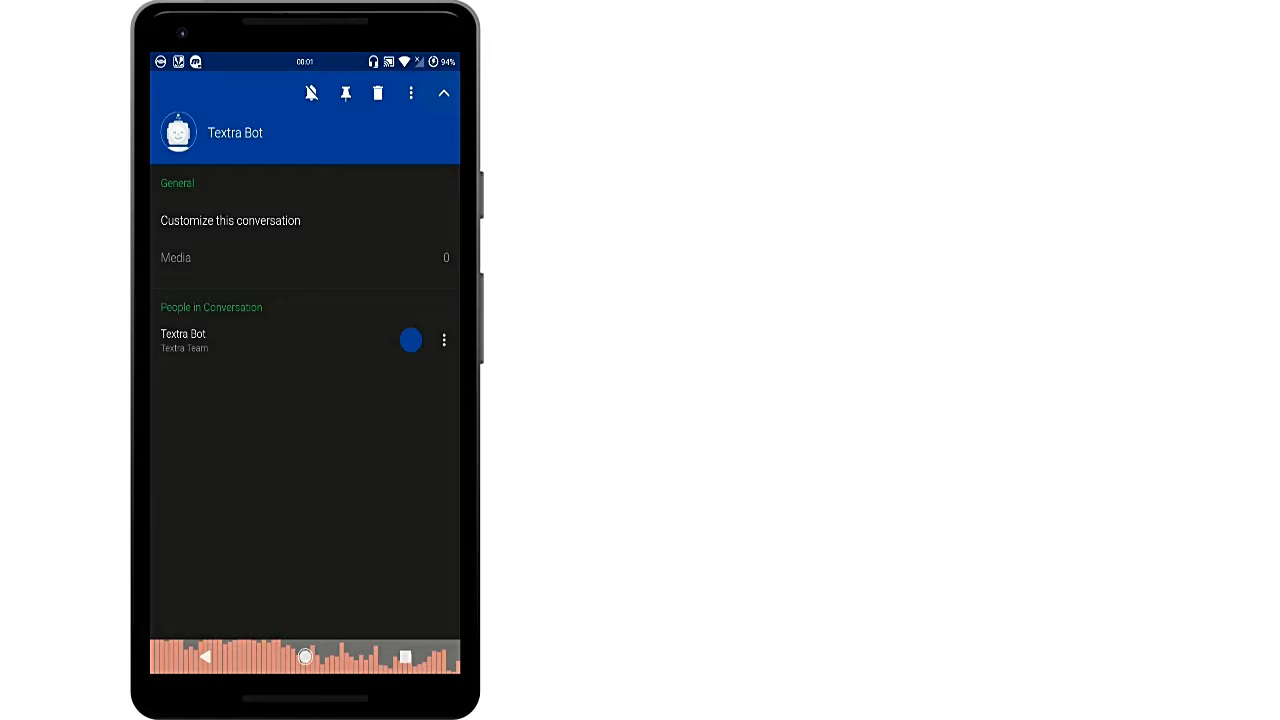 00:01
94%
Textra Bot
General
Customize this conversation
Media 0
People in Conversation
Textra Bot
Textra Team